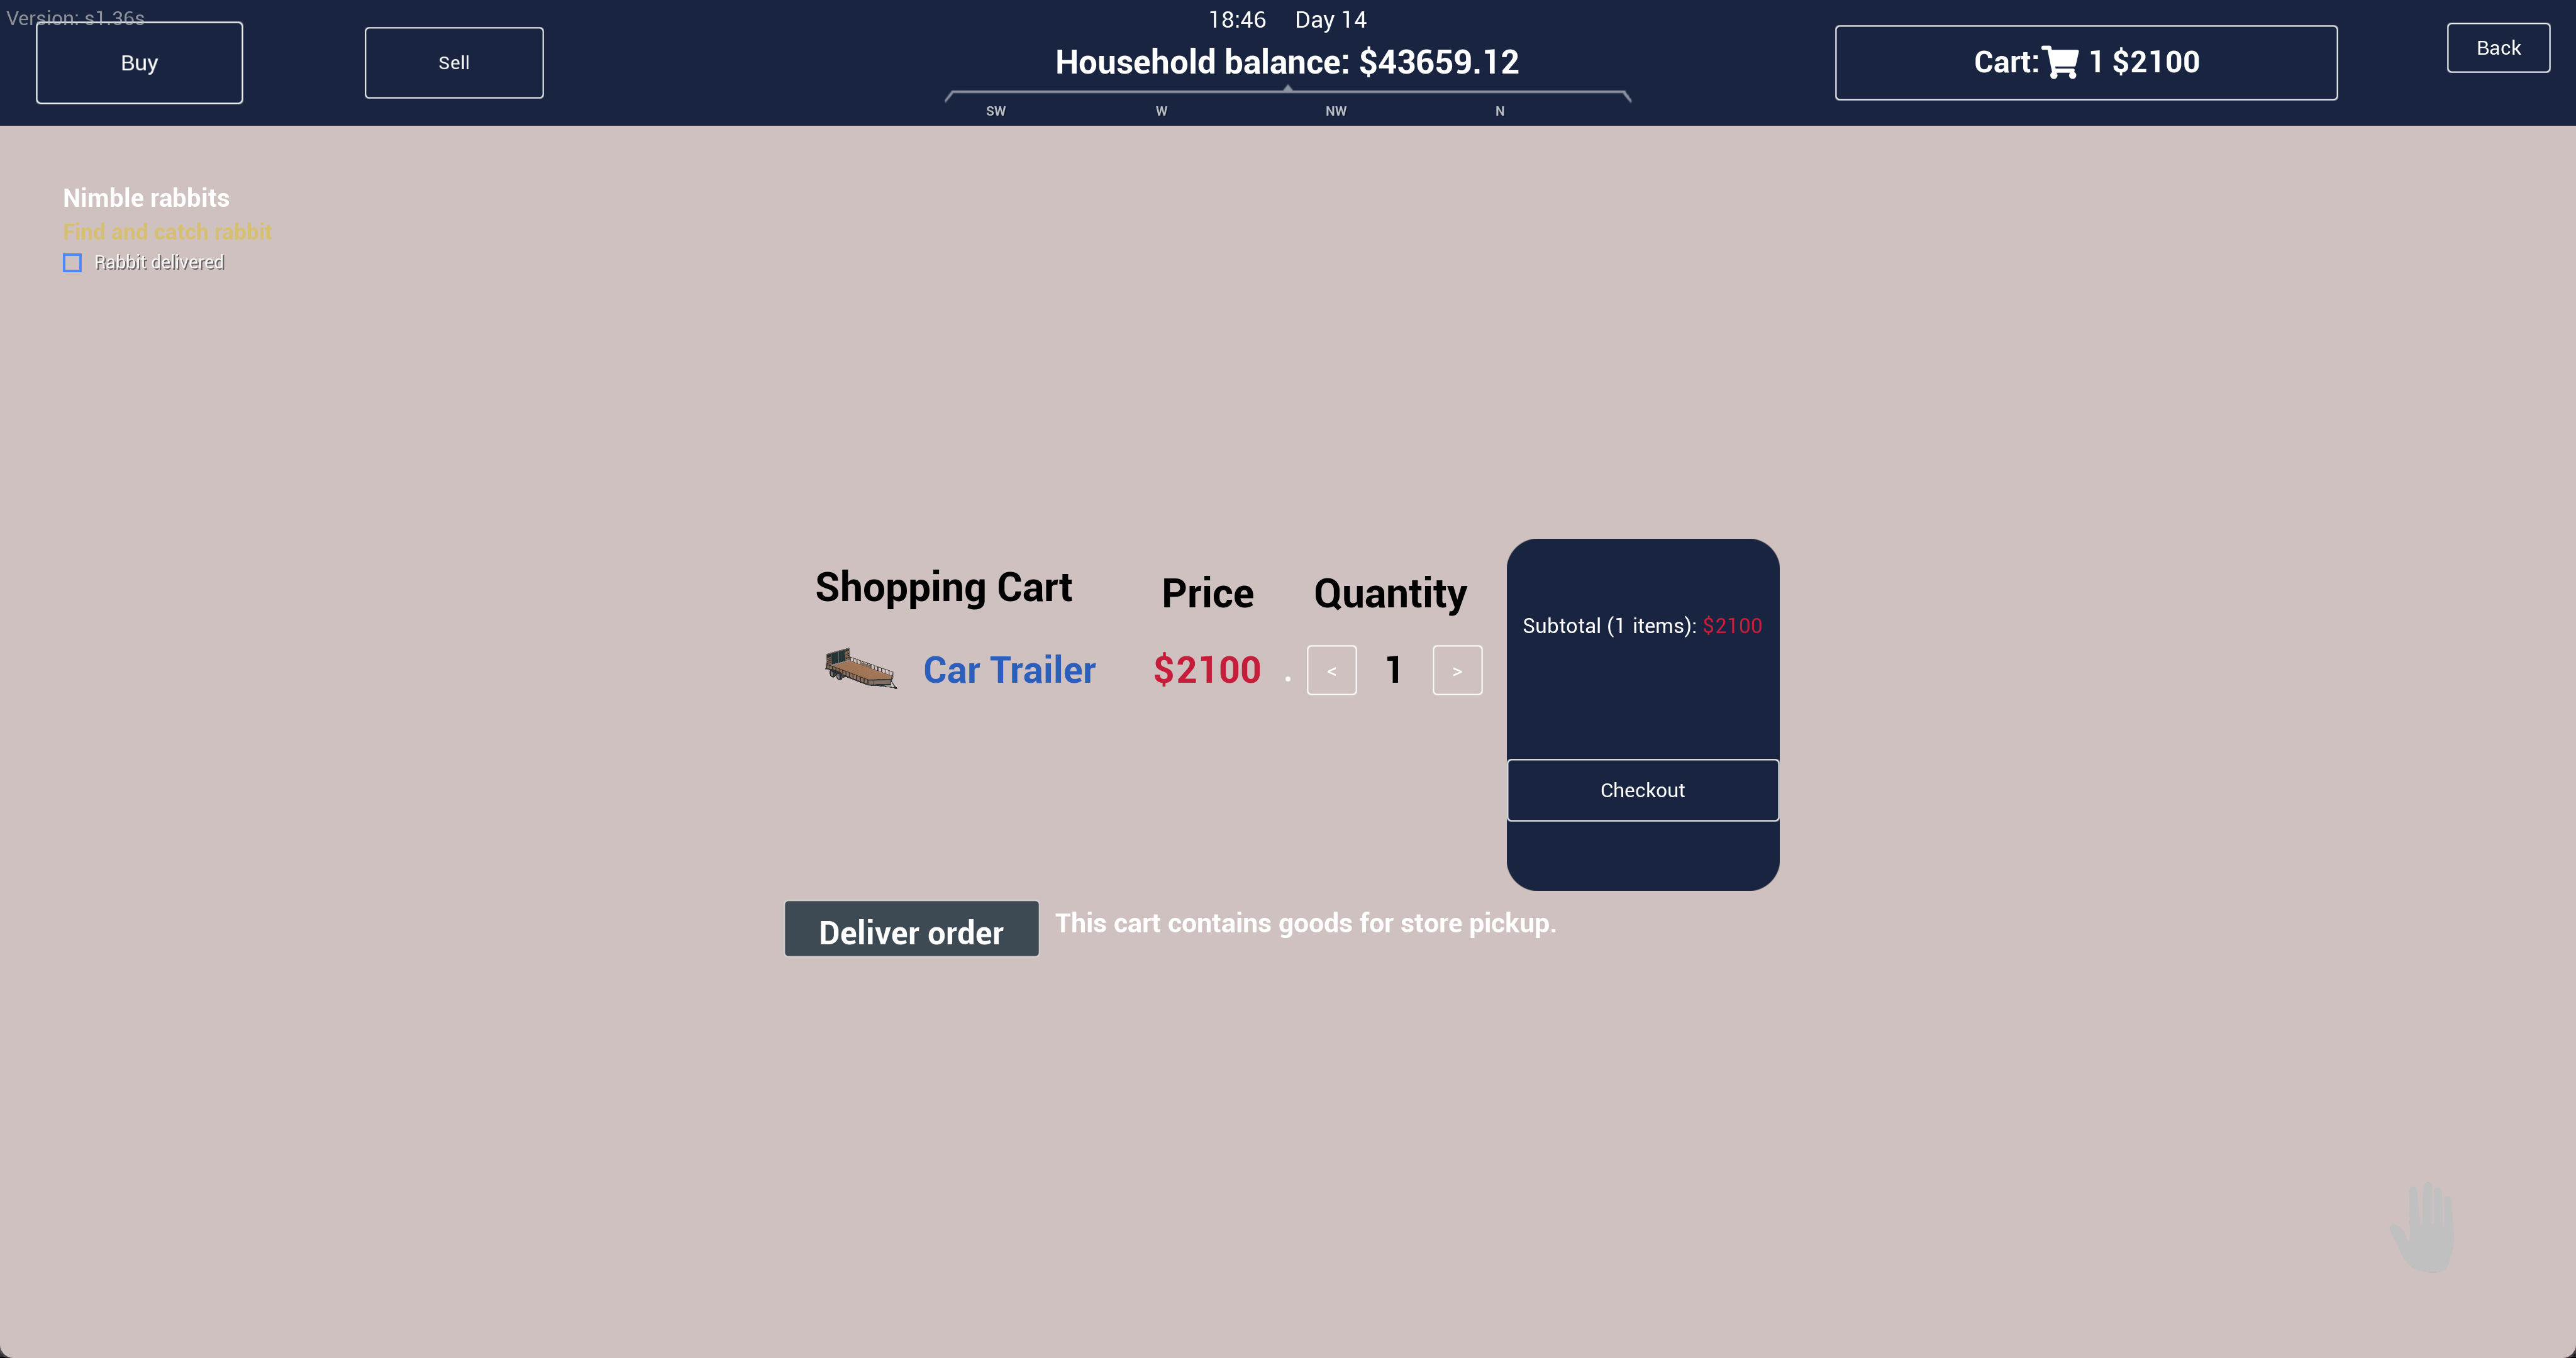 Version: s1.36s
18:46 Day 14
Buy
Sell
Household balance: $43659.12
Cart: 1 $2100
Back
SW W NW N
Nimble rabbits
Find and catch rabbit
Rabbit delivered
Shopping Cart Price Quantity
Subtotal (1 items): $2100
Car Trailer $2100 . < 1 >
Checkout
Deliver order
This cart contains goods for store pickup.